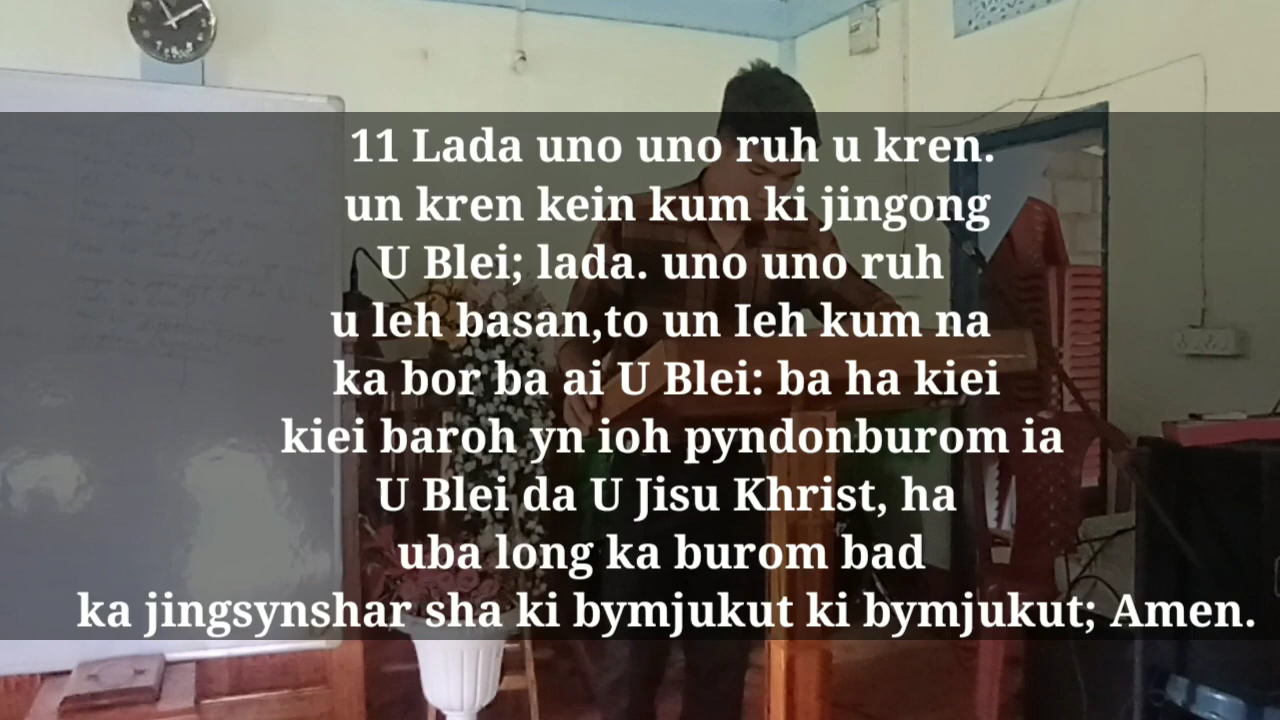 11 Lada uno uno ruh u kren.
un kren kein kum ki jingong
U Blei; lada. uno uno ruh
u leh basan,to un Ieh kum na
ka bor ba ai U Blei: ba ha kiei
kiei baroh yn ioh pyndonburom ia
U Blei da U Jisu Khrist, ha
uba long ka burom bad
ka jingsynshar sha ki bymjukut ki bymjukut; Amen.